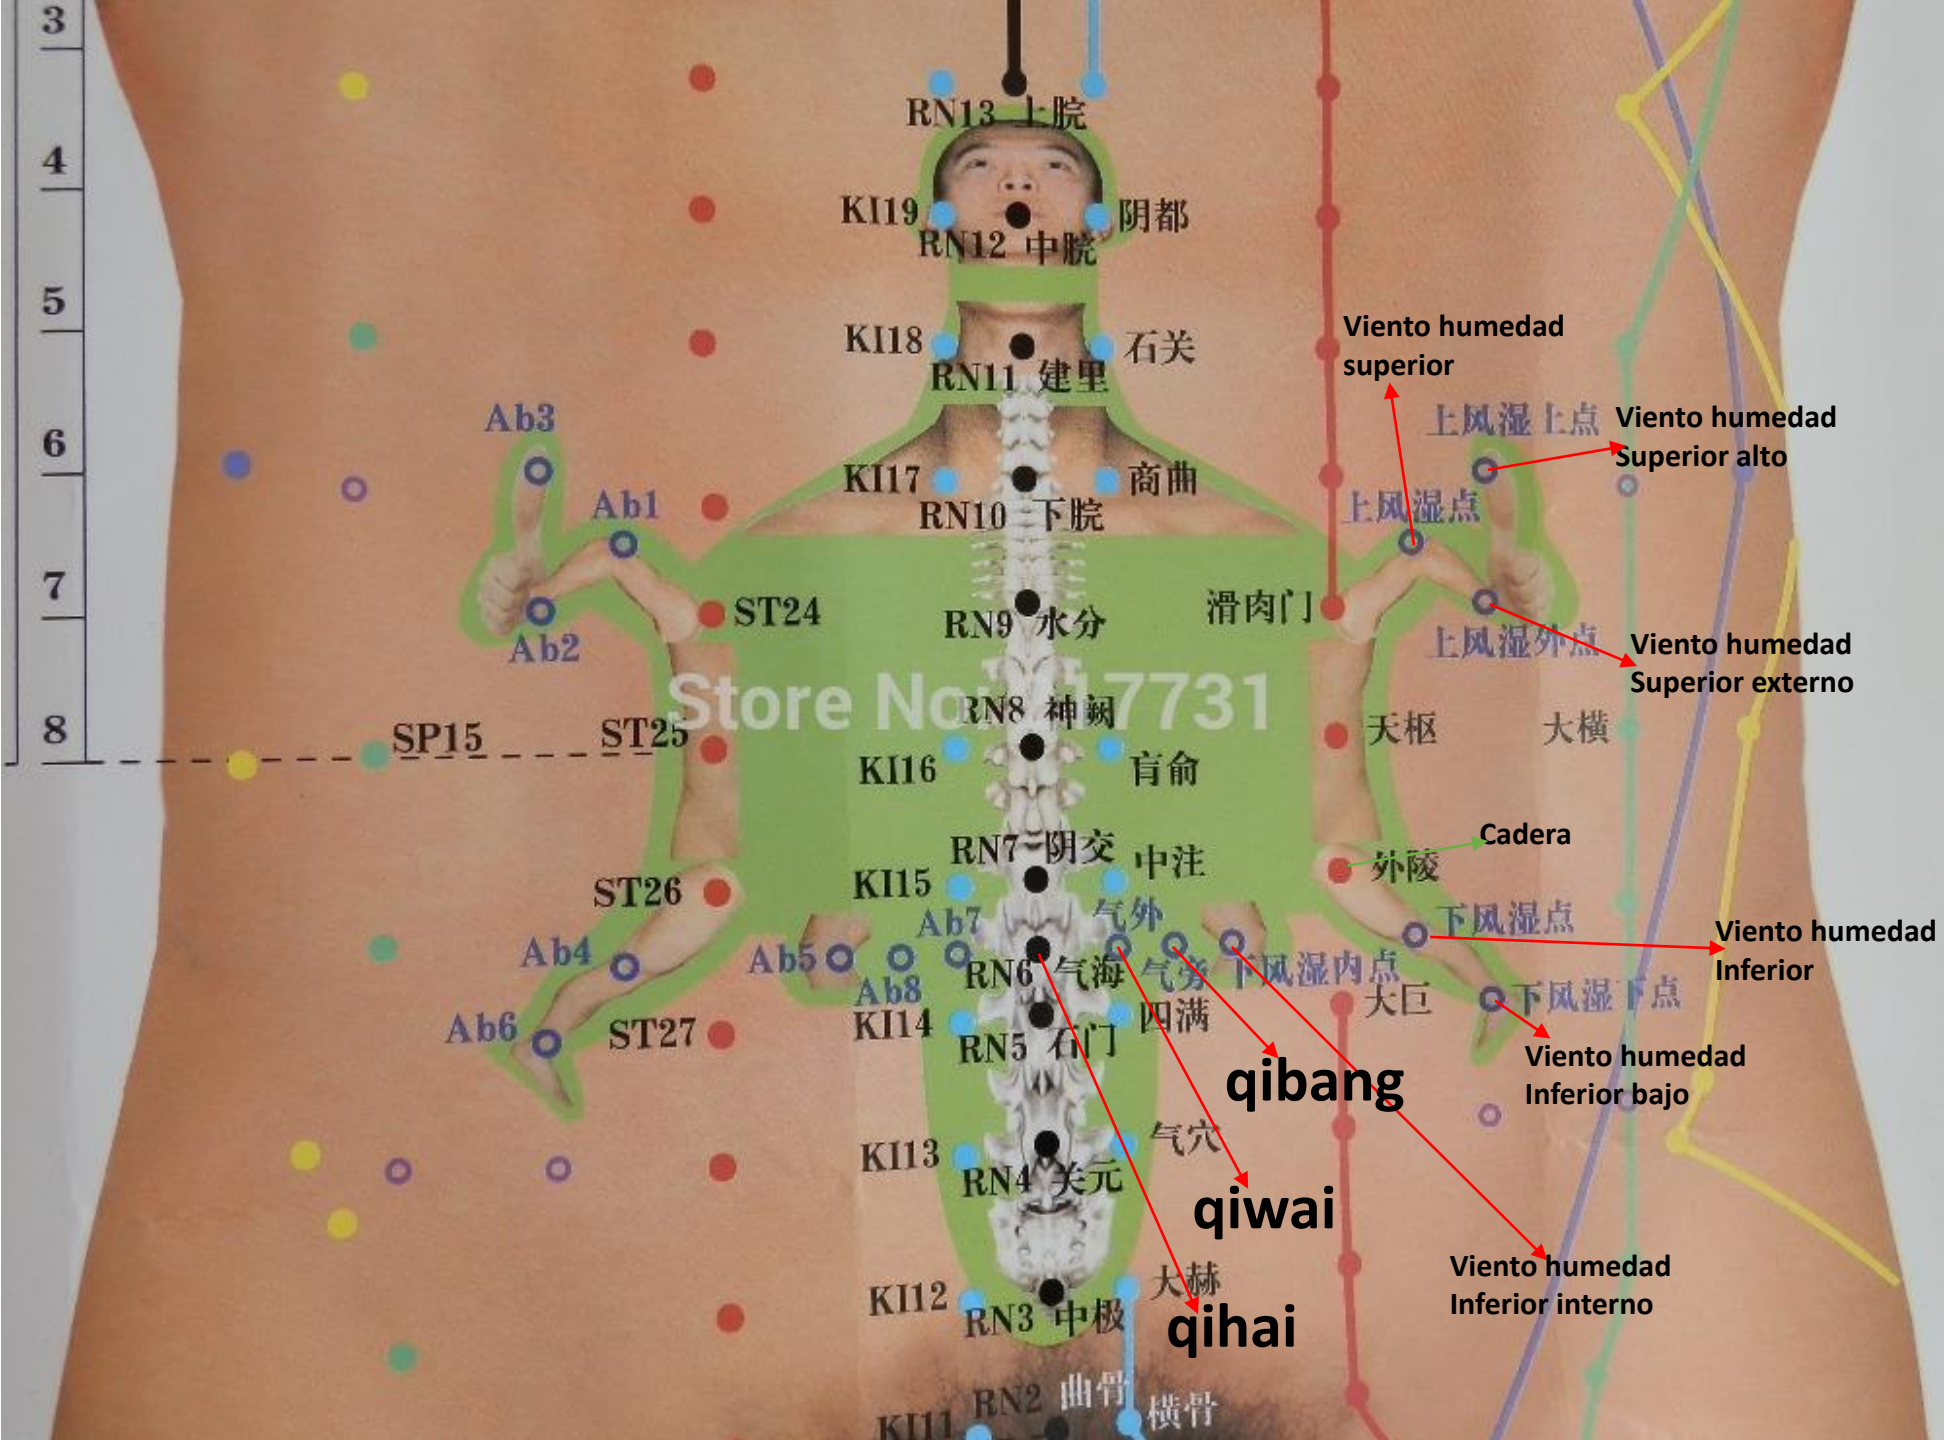 3
RN13 上脘
4
KI19
阴都
RN12 中脘
5
KI18
石关
Viento humedad
superior
RN11 建里
Ab3
上风湿上点
Viento humedad
Superior alto
6
KI17
商曲
Ab1
上风湿点
RN10 下脘
7
ST24
滑肉门
RN9 水分
Ab2
上风湿外点
Viento humedad
Superior externo
Store No: 17731
RN8 神阙
8
SP15
ST25
天枢
大横
KI16
肓俞
Cadera
RN7 阴交
中注
ST26
KI15
外陵
Ab7
气外
下风湿点
Viento humedad
Inferior
Ab4
Ab5
RN6 气海
气旁
下风湿内点
Ab8
大巨
下风湿下点
Ab6
ST27
KI14
四满
RN5 石门
Viento humedad
Inferior bajo
qibang
KI13
气穴
RN4 关元
qiwai
KI12
大赫
Viento humedad
Inferior interno
RN3 中极
qihai
RN2 曲骨
KI11
横骨